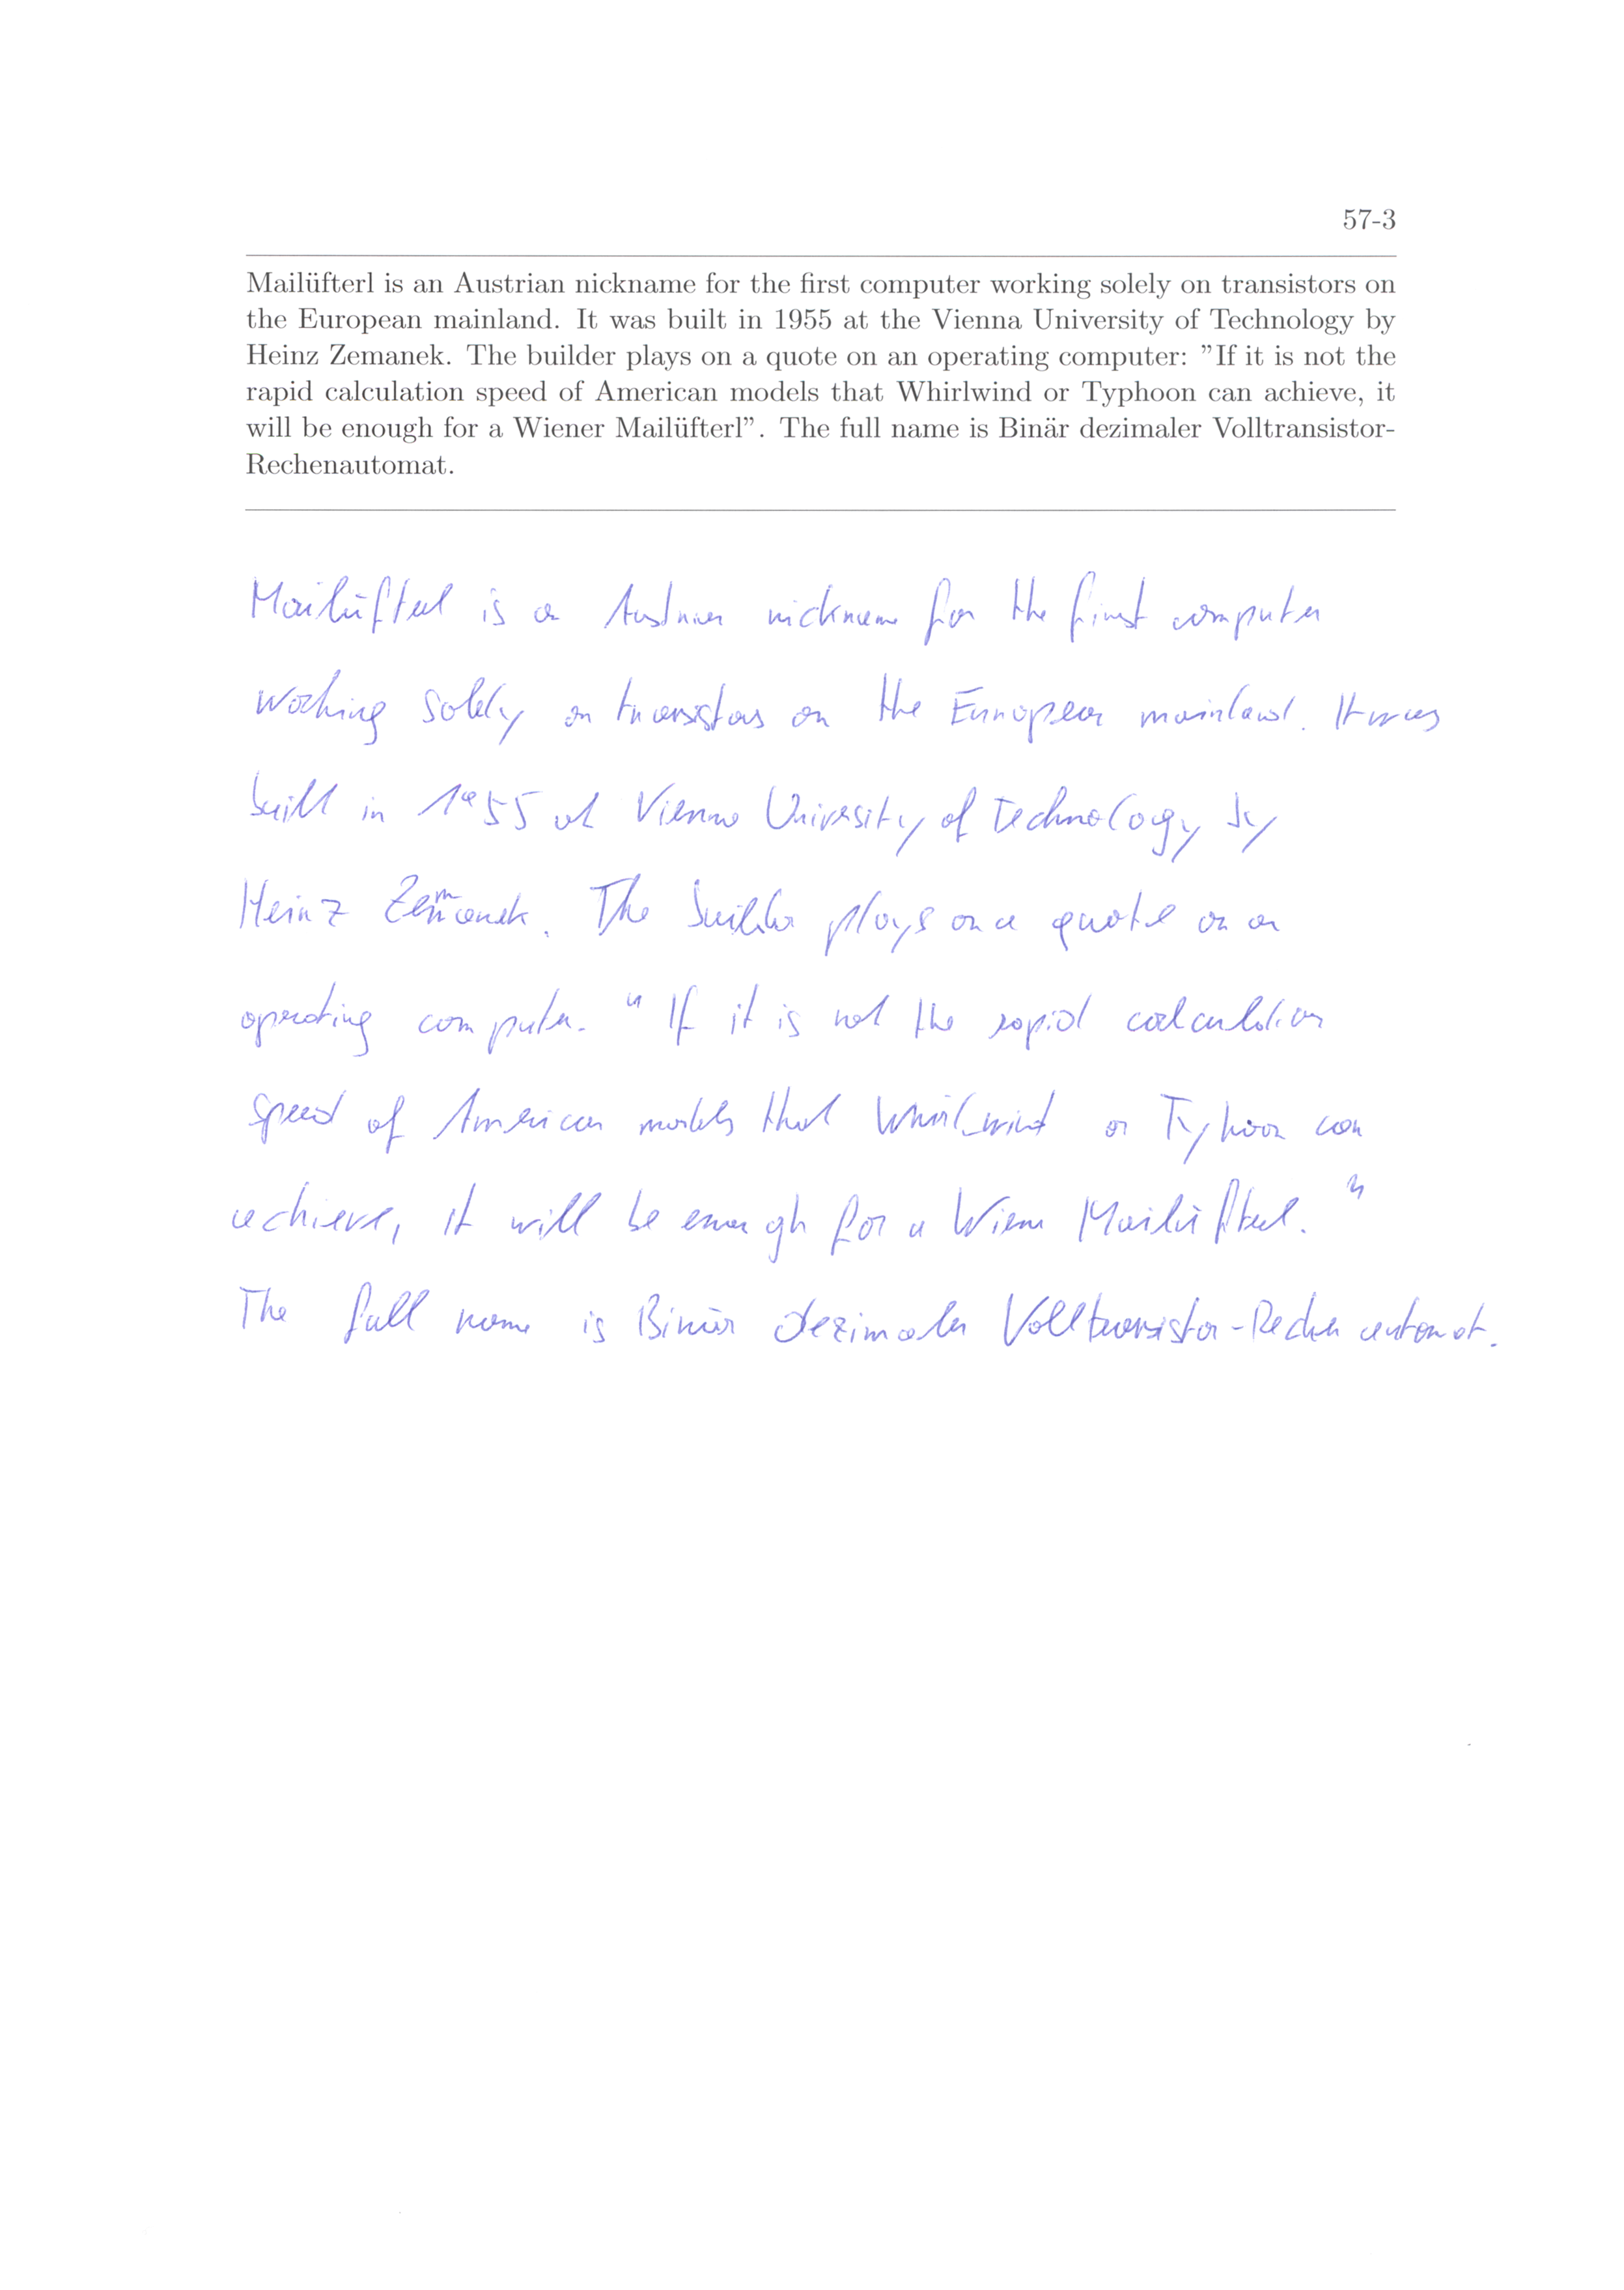 57-3
Mailüfterl is an Austrian nickname for the first computer working solely on transistors on
the European mainland. It was built in 1955 at the Vienna University of Technology by
Heinz Zemanek. The builder plays on a quote on an operating computer: ”If it is not the
rapid calculation speed of American models that Whirlwind or Typhoon can achieve, it
will be enough for a Wiener Mailüfterl”. The full name is Binär dezimaler Volltransistor-
Rechenautomat.
Mailüfterl is an Austrian nickname for the first computer
working solely on transistors on the European mainland. It was
built in 1955 at Vienna University of Technology by
Heinz Zemanek. The builder plays on a quote on an
operating computer. "If it is not the rapid calculation
speed of American models that Whirlwind or Tyhoon can
achieve, it will be enough for a Wiener Mailüfterl."
The full name is Binär dezimaler Volltransistor-Rechenautomat.